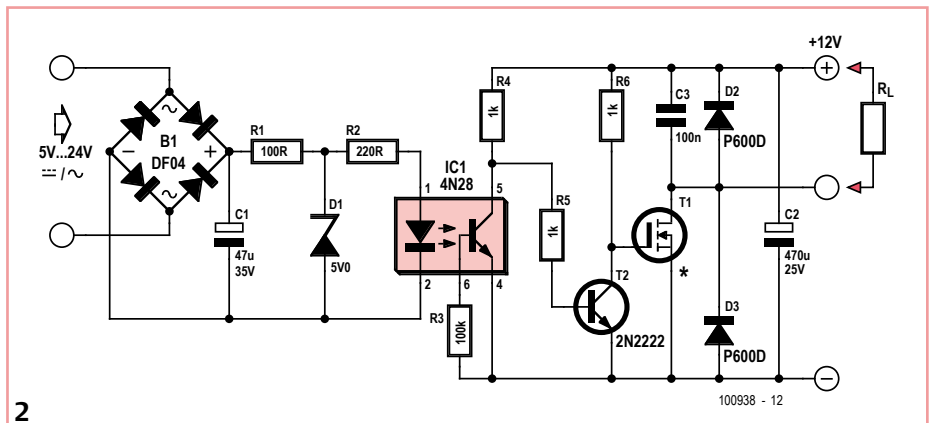 +12V
R4
1k
R6
1k
C3
100n
D2
P600D
RL
5V...24V
⎓ / ~
~
B1
DF04
− +
~
R1
100R
R2
220R
IC1
4N28
1
5
2
6
4
C1
47u
35V
D1
5V0
R3
100k
R5
1k
T1
*
T2
2N2222
C2
470u
25V
D3
P600D
+
−
100938 - 12
2